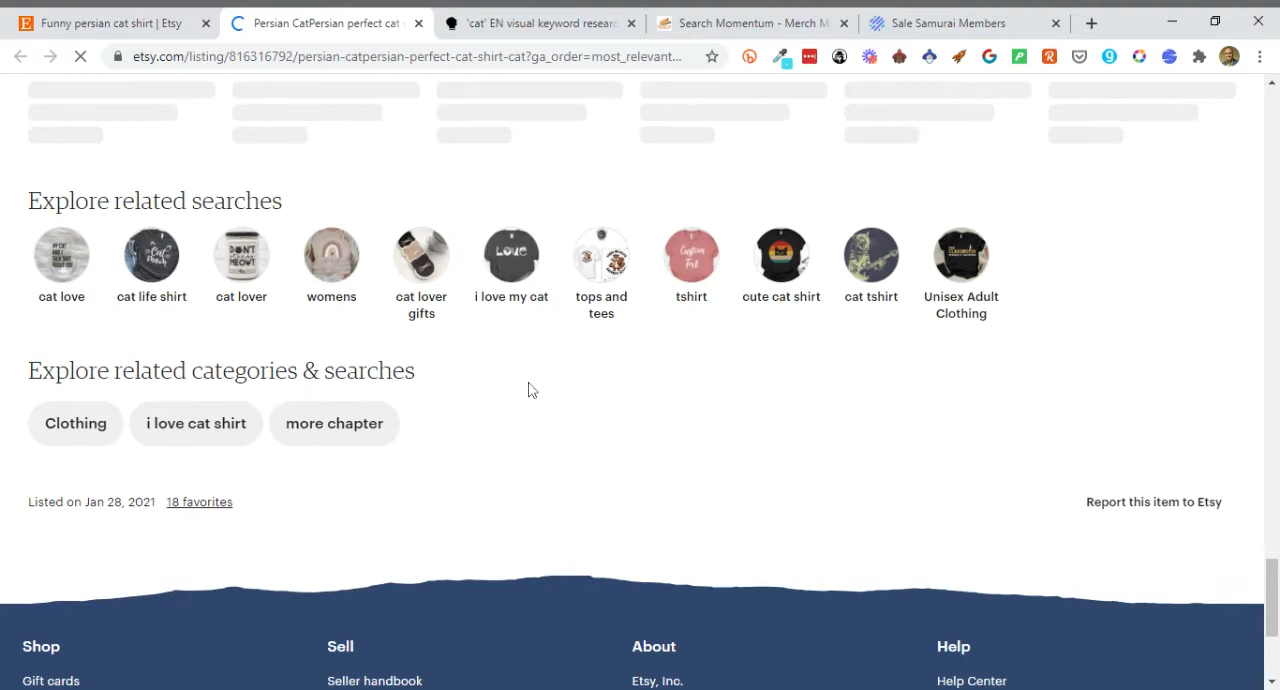 Funny persian cat shirt | Etsy
Persian CatPersian perfect cat
'cat' EN visual keyword researc
Search Momentum - Merch M
Sale Samurai Members
etsy.com/listing/816316792/persian-catpersian-perfect-cat-shirt-cat?ga_order=most_relevant...
Explore related searches
LOVE
Custom
cat love
cat life shirt
cat lover
womens
cat lover
gifts
i love my cat
tops and
tees
tshirt
cute cat shirt
cat tshirt
Unisex Adult
Clothing
Explore related categories & searches
Clothing
i love cat shirt
more chapter
Listed on Jan 28, 2021
18 favorites
Report this item to Etsy
Shop
Sell
About
Help
Gift cards
Seller handbook
Etsy, Inc.
Help Center